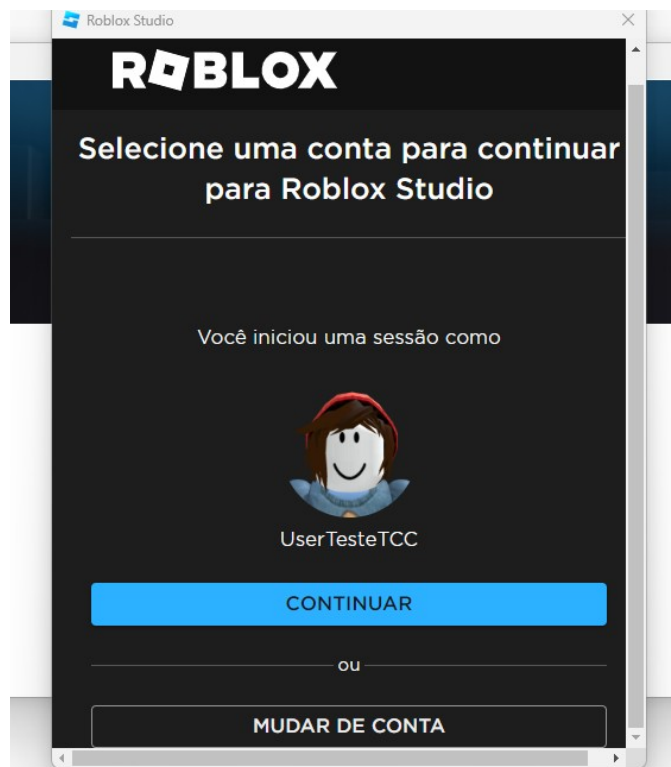 Roblox Studio
ROBLOX
Selecione uma conta para continuar
para Roblox Studio
Você iniciou uma sessão como
UserTesteTCC
CONTINUAR
ou
MUDAR DE CONTA